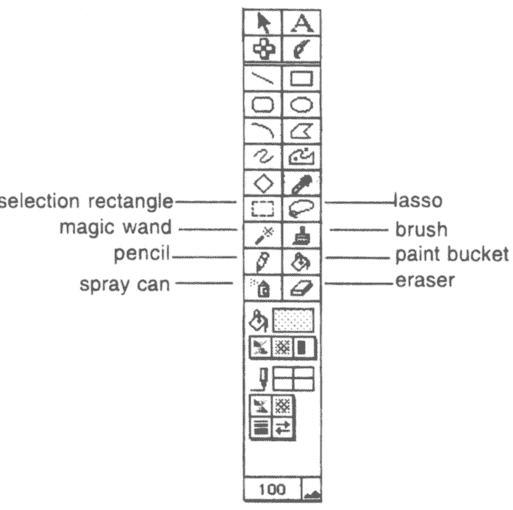 A
selection rectangle
lasso
magic wand
brush
pencil
paint bucket
spray can
eraser
100